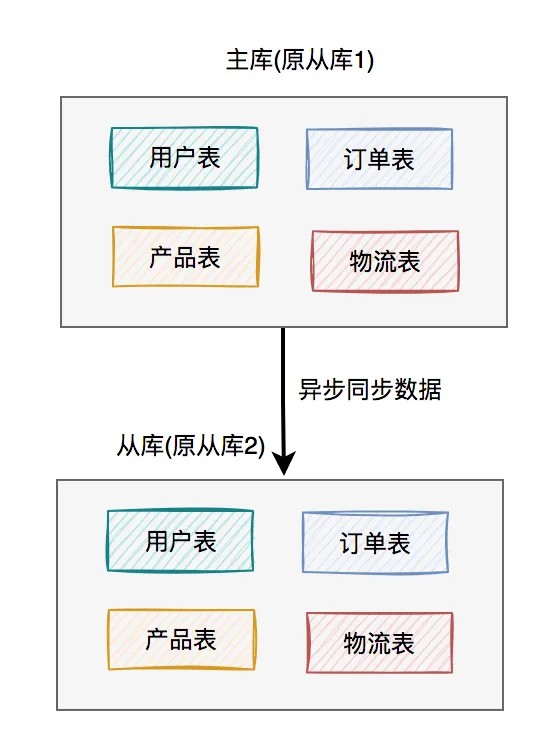 主库(原从库1)
用户表
订单表
产品表
物流表
异步同步数据
从库(原从库2)
用户表
订单表
产品表
物流表